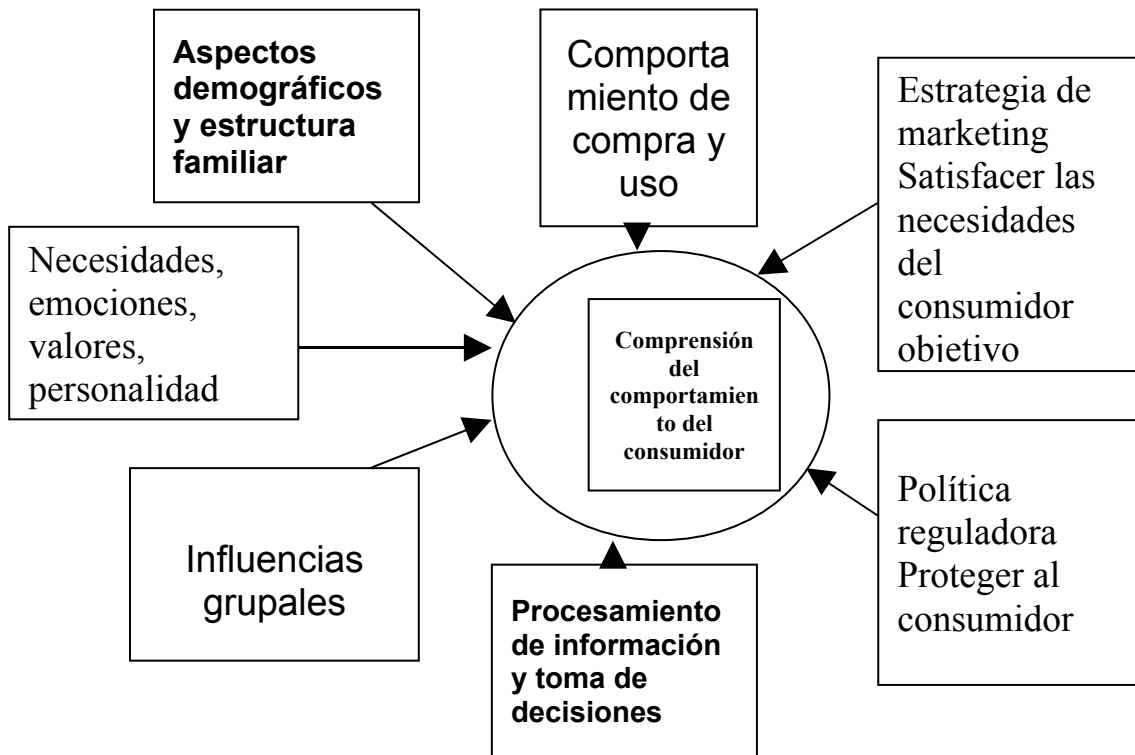 Aspectos
demográficos
y estructura
familiar
Comporta
miento de
compra y
uso
Estrategia de
marketing
Satisfacer las
necesidades
del
consumidor
objetivo
Necesidades,
emociones,
valores,
personalidad
Comprensión
del
comportamien
to del
consumidor
Influencias
grupales
Procesamiento
de información
y toma de
decisiones
Política
reguladora
Proteger al
consumidor